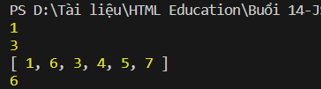 PS D:\Tài liệu\HTML Education\Buổi 14-J
1
3
[ 1, 6, 3, 4, 5, 7 ]
6